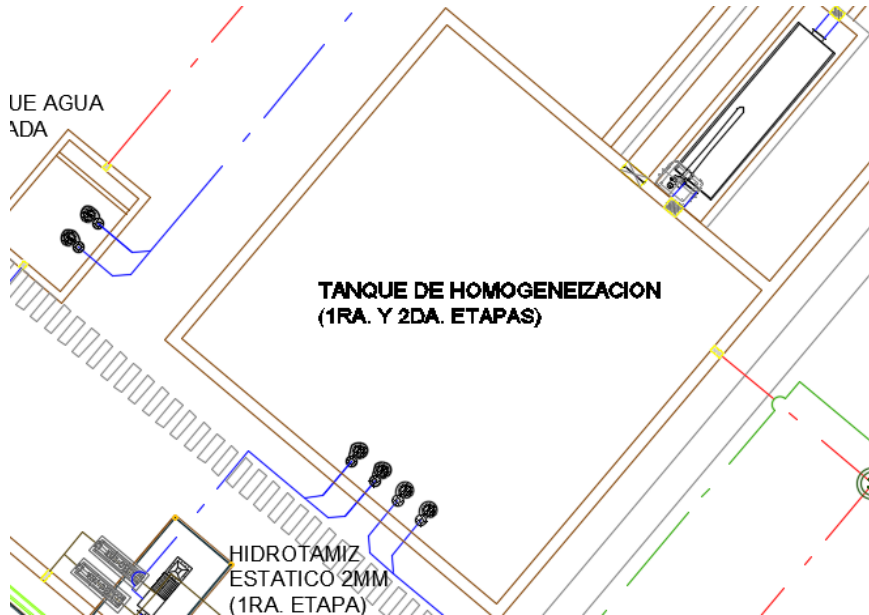 UE AGUA
ADA
TANQUE DE HOMOGENEIZACION
(1RA. Y 2DA. ETAPAS)
HIDROTAMIZ
ESTATICO 2MM
(1RA. ETAPA)